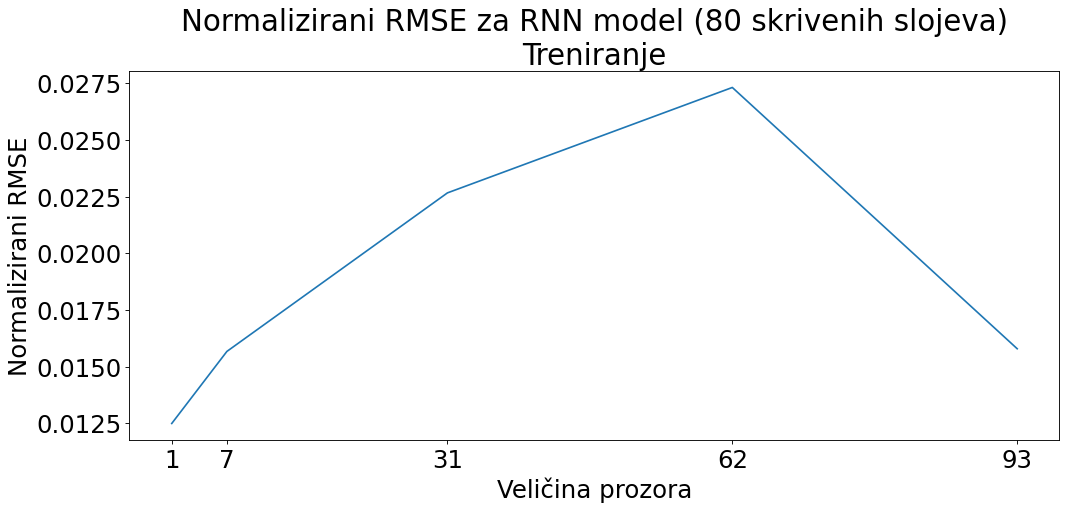 Normalizirani RMSE za RNN model (80 skrivenih slojeva)
Treniranje
Normalizirani RMSE
0.0275
0.0250
0.0225
0.0200
0.0175
0.0150
0.0125
1 7 31 62 93
Veličina prozora